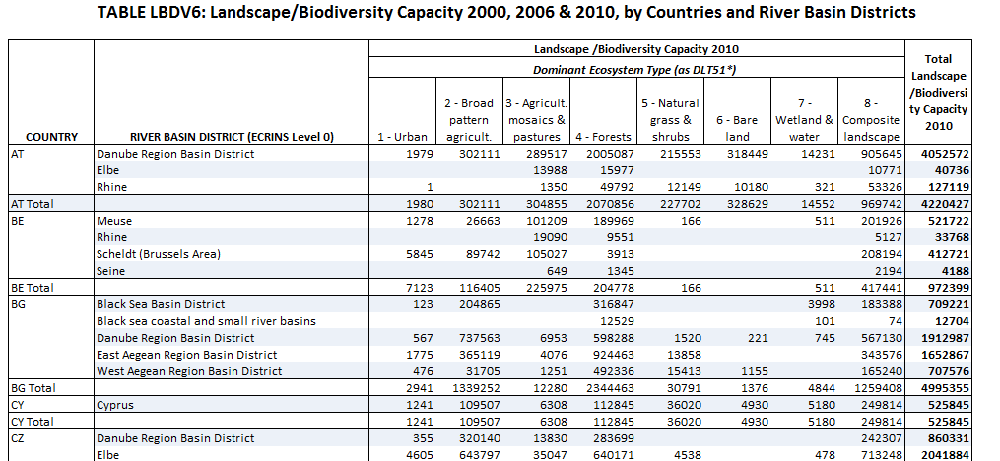 TABLE LBDV6: Landscape/Biodiversity Capacity 2000, 2006 & 2010, by Countries and River Basin Districts
Landscape /Biodiversity Capacity 2010
Dominant Ecosystem Type (as DLT51*)
COUNTRY RIVER BASIN DISTRICT (ECRINS Level 0) 1 - Urban 2 - Broad pattern agricult. 3 - Agricult. mosaics & pastures 4 - Forests 5 - Natural grass & shrubs 6 - Bare land 7 - Wetland & water 8 - Composite landscape Total Landscape /Biodiversi ty Capacity 2010
AT Danube Region Basin District 1979 302111 289517 2005087 215553 318449 14231 905645 4052572
Elbe 13988 15977 10771 40736
Rhine 1 1350 49792 12149 10180 321 53326 127119
AT Total 1980 302111 304855 2070856 227702 328629 14552 969742 4220427
BE Meuse 1278 26663 101209 189969 166 511 201926 521722
Rhine 19090 9551 5127 33768
Scheldt (Brussels Area) 5845 89742 105027 3913 208194 412721
Seine 649 1345 2194 4188
BE Total 7123 116405 225975 204778 166 511 417441 972399
BG Black Sea Basin District 123 204865 316847 3998 183388 709221
Black sea coastal and small river basins 12529 101 74 12704
Danube Region Basin District 567 737563 6953 598288 1520 221 745 567130 1912987
East Aegean Region Basin District 1775 365119 4076 924463 13858 343576 1652867
West Aegean Region Basin District 476 31705 1251 492336 15413 1155 165240 707576
BG Total 2941 1339252 12280 2344463 30791 1376 4844 1259408 4995355
CY Cyprus 1241 109507 6308 112845 36020 4930 5180 249814 525845
CY Total 1241 109507 6308 112845 36020 4930 5180 249814 525845
CZ Danube Region Basin District 355 320140 13830 283699 242307 860331
Elbe 4605 643797 35047 640171 4538 478 713248 2041884